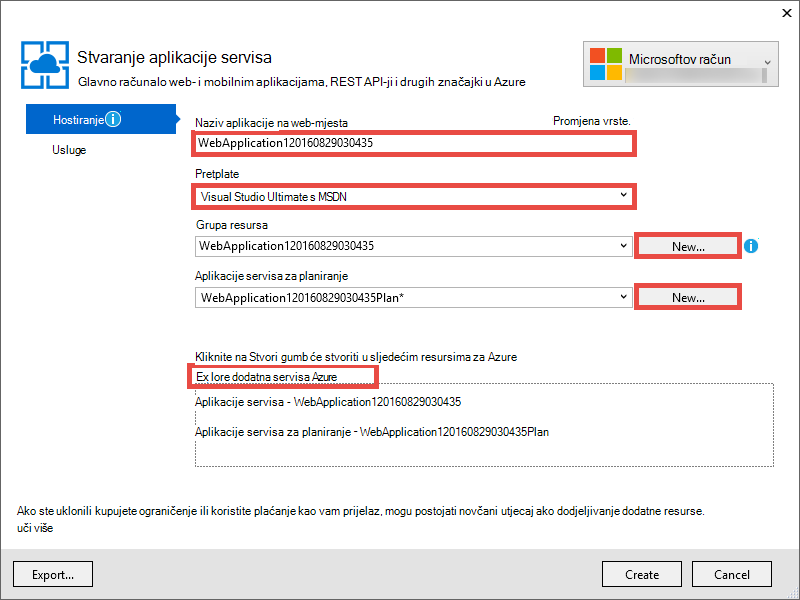 Stvaranje aplikacije servisa
Glavno računalo web- i mobilnim aplikacijama, REST API-ji i drugih značajki u Azure
Microsoftov račun
Hostiranje
Usluge
Naziv aplikacije na web-mjesta
Promjena vrste.
WebApplication120160829030435
Pretplate
Visual Studio Ultimate s MSDN
Grupa resursa
WebApplication120160829030435
New...
Aplikacije servisa za planiranje
WebApplication120160829030435Plan*
New...
Kliknite na Stvori gumb će stvoriti u sljedećim resursima za Azure
Ex lore dodatna servisa Azure
Aplikacije servisa - WebApplication120160829030435
Aplikacije servisa za planiranje - WebApplication120160829030435Plan
Ako ste uklonili kupujete ograničenje ili koristite plaćanje kao vam prijelaz, mogu postojati novčani utjecaj ako dodjeljivanje dodatne resurse.
uči više
Export...
Create
Cancel